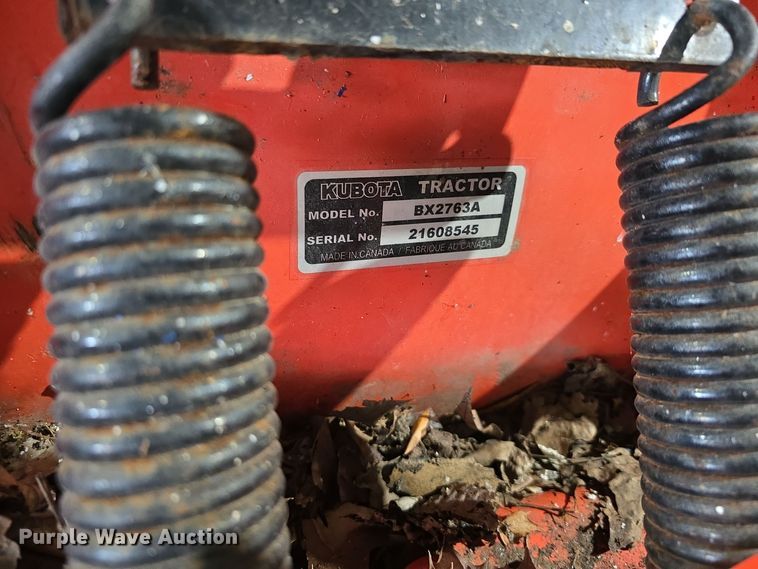 KUBOTA TRACTOR
MODEL No. BX2763A
SERIAL No. 21608545
MADE IN CANADA / FABRIQUE AU CANADA
Purple Wave Auction